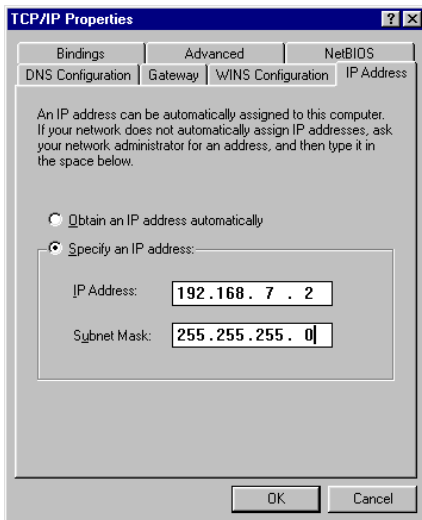 TCP/IP Properties
Bindings Advanced NetBIOS
DNS Configuration Gateway WINS Configuration IP Address
An IP address can be automatically assigned to this computer.
If your network does not automatically assign IP addresses, ask
your network administrator for an address, and then type it in
the space below.
Obtain an IP address automatically
Specify an IP address:
IP Address: 192.168. 7 . 2
Subnet Mask: 255.255.255. 0
OK Cancel